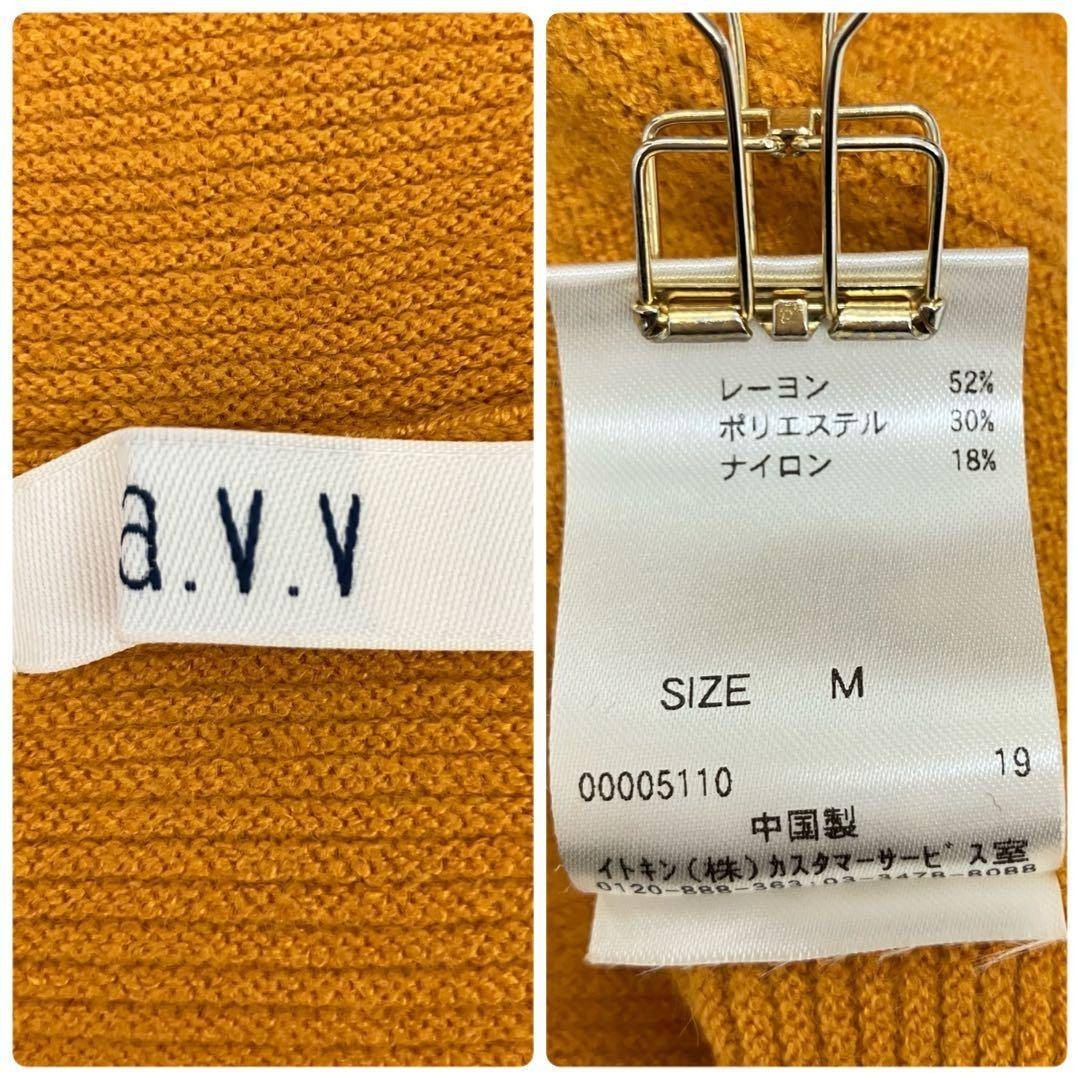 a.v.v
レーヨン 52%
ポリエステル 30%
ナイロン 18%
SIZE M
00005110 19
中国製
イトキン(株)カスタマーサービス室
0120-888-363:03-3478-8088